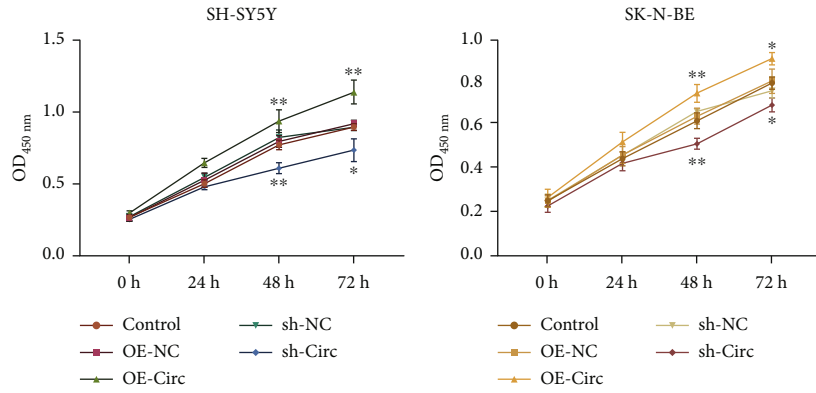 SH-SY5Y
OD450 nm
1.5
1.0
0.5
0.0
**
**
**
*
0 h 24 h 48 h 72 h
Control
OE-NC
OE-Circ
sh-NC
sh-Circ
SK-N-BE
OD450 nm
1.0
0.8
0.6
0.4
0.2
0.0
**
*
**
*
0 h 24 h 48 h 72 h
Control
OE-NC
OE-Circ
sh-NC
sh-Circ